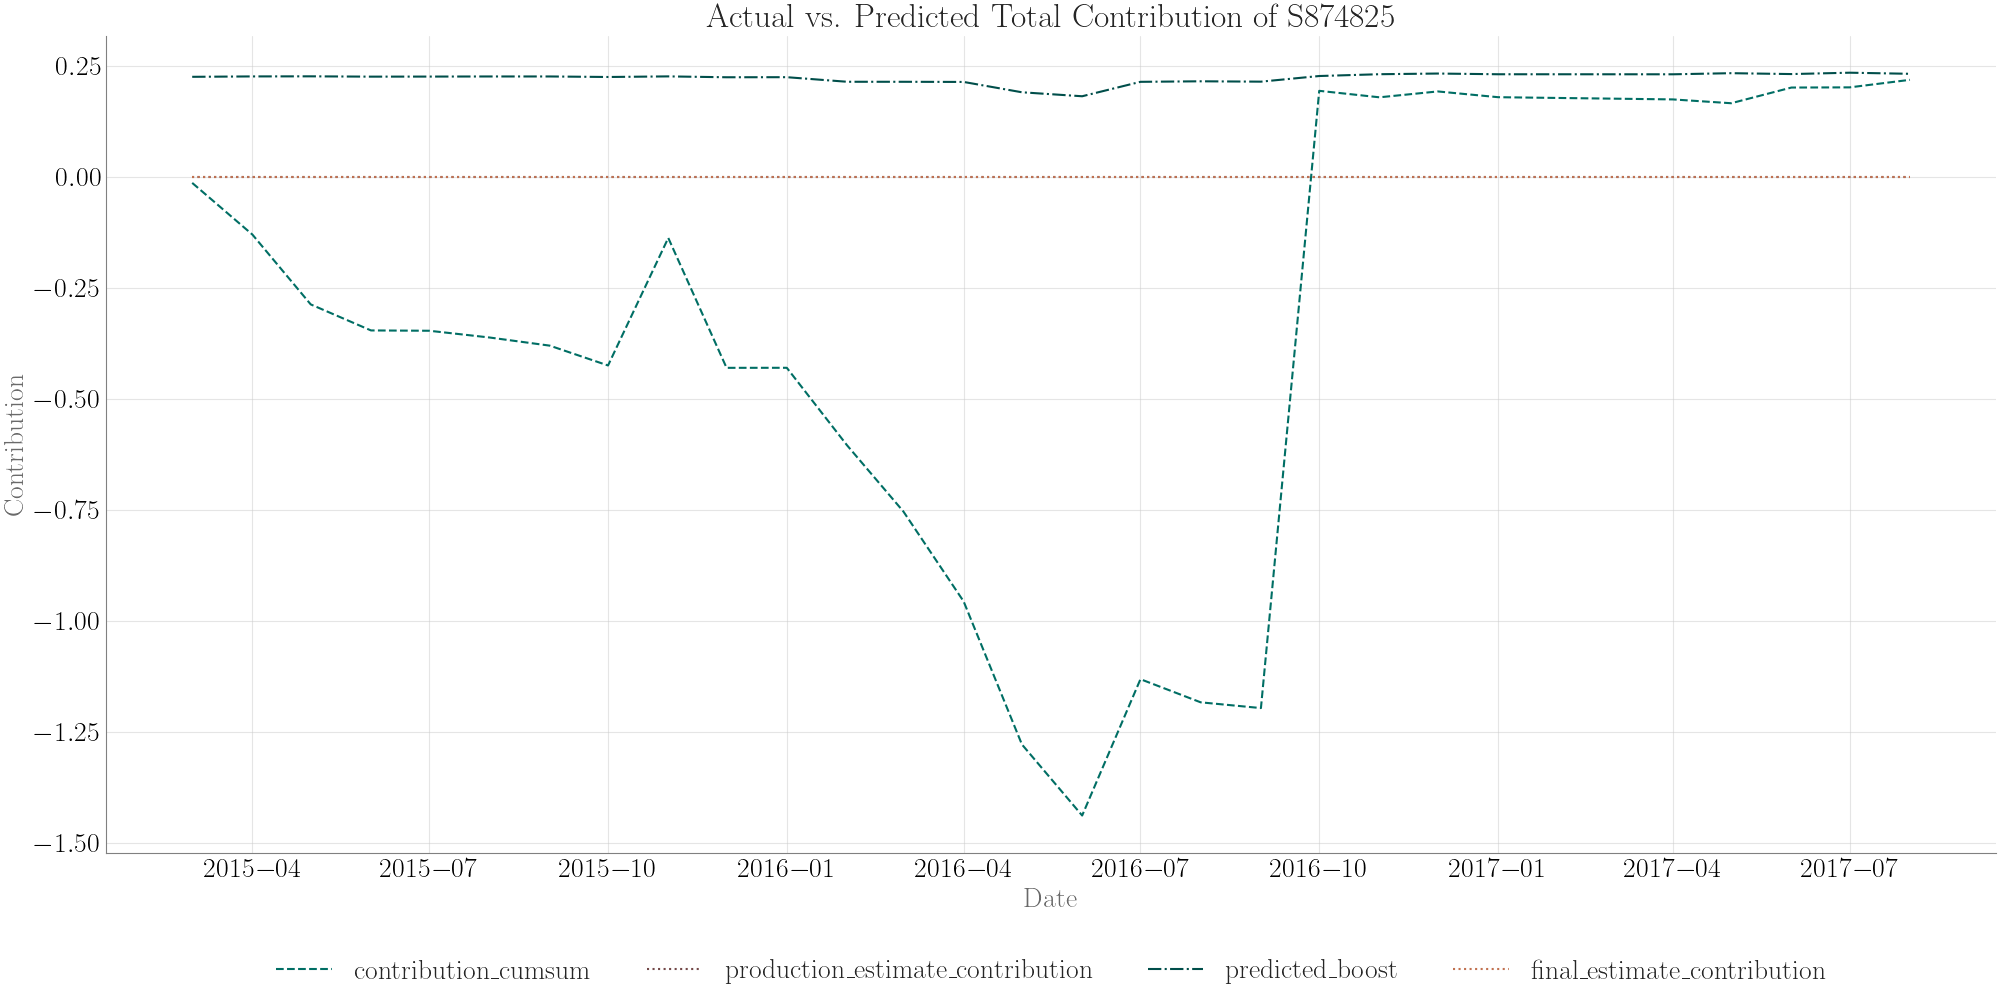 Actual vs. Predicted Total Contribution of S874825
0.25
0.00
−0.25
−0.50
−0.75
−1.00
−1.25
−1.50
Contribution
2015−04 2015−07 2015−10 2016−01 2016−04 2016−07 2016−10 2017−01 2017−04 2017−07
Date
contribution_cumsum production_estimate_contribution predicted_boost final_estimate_contribution